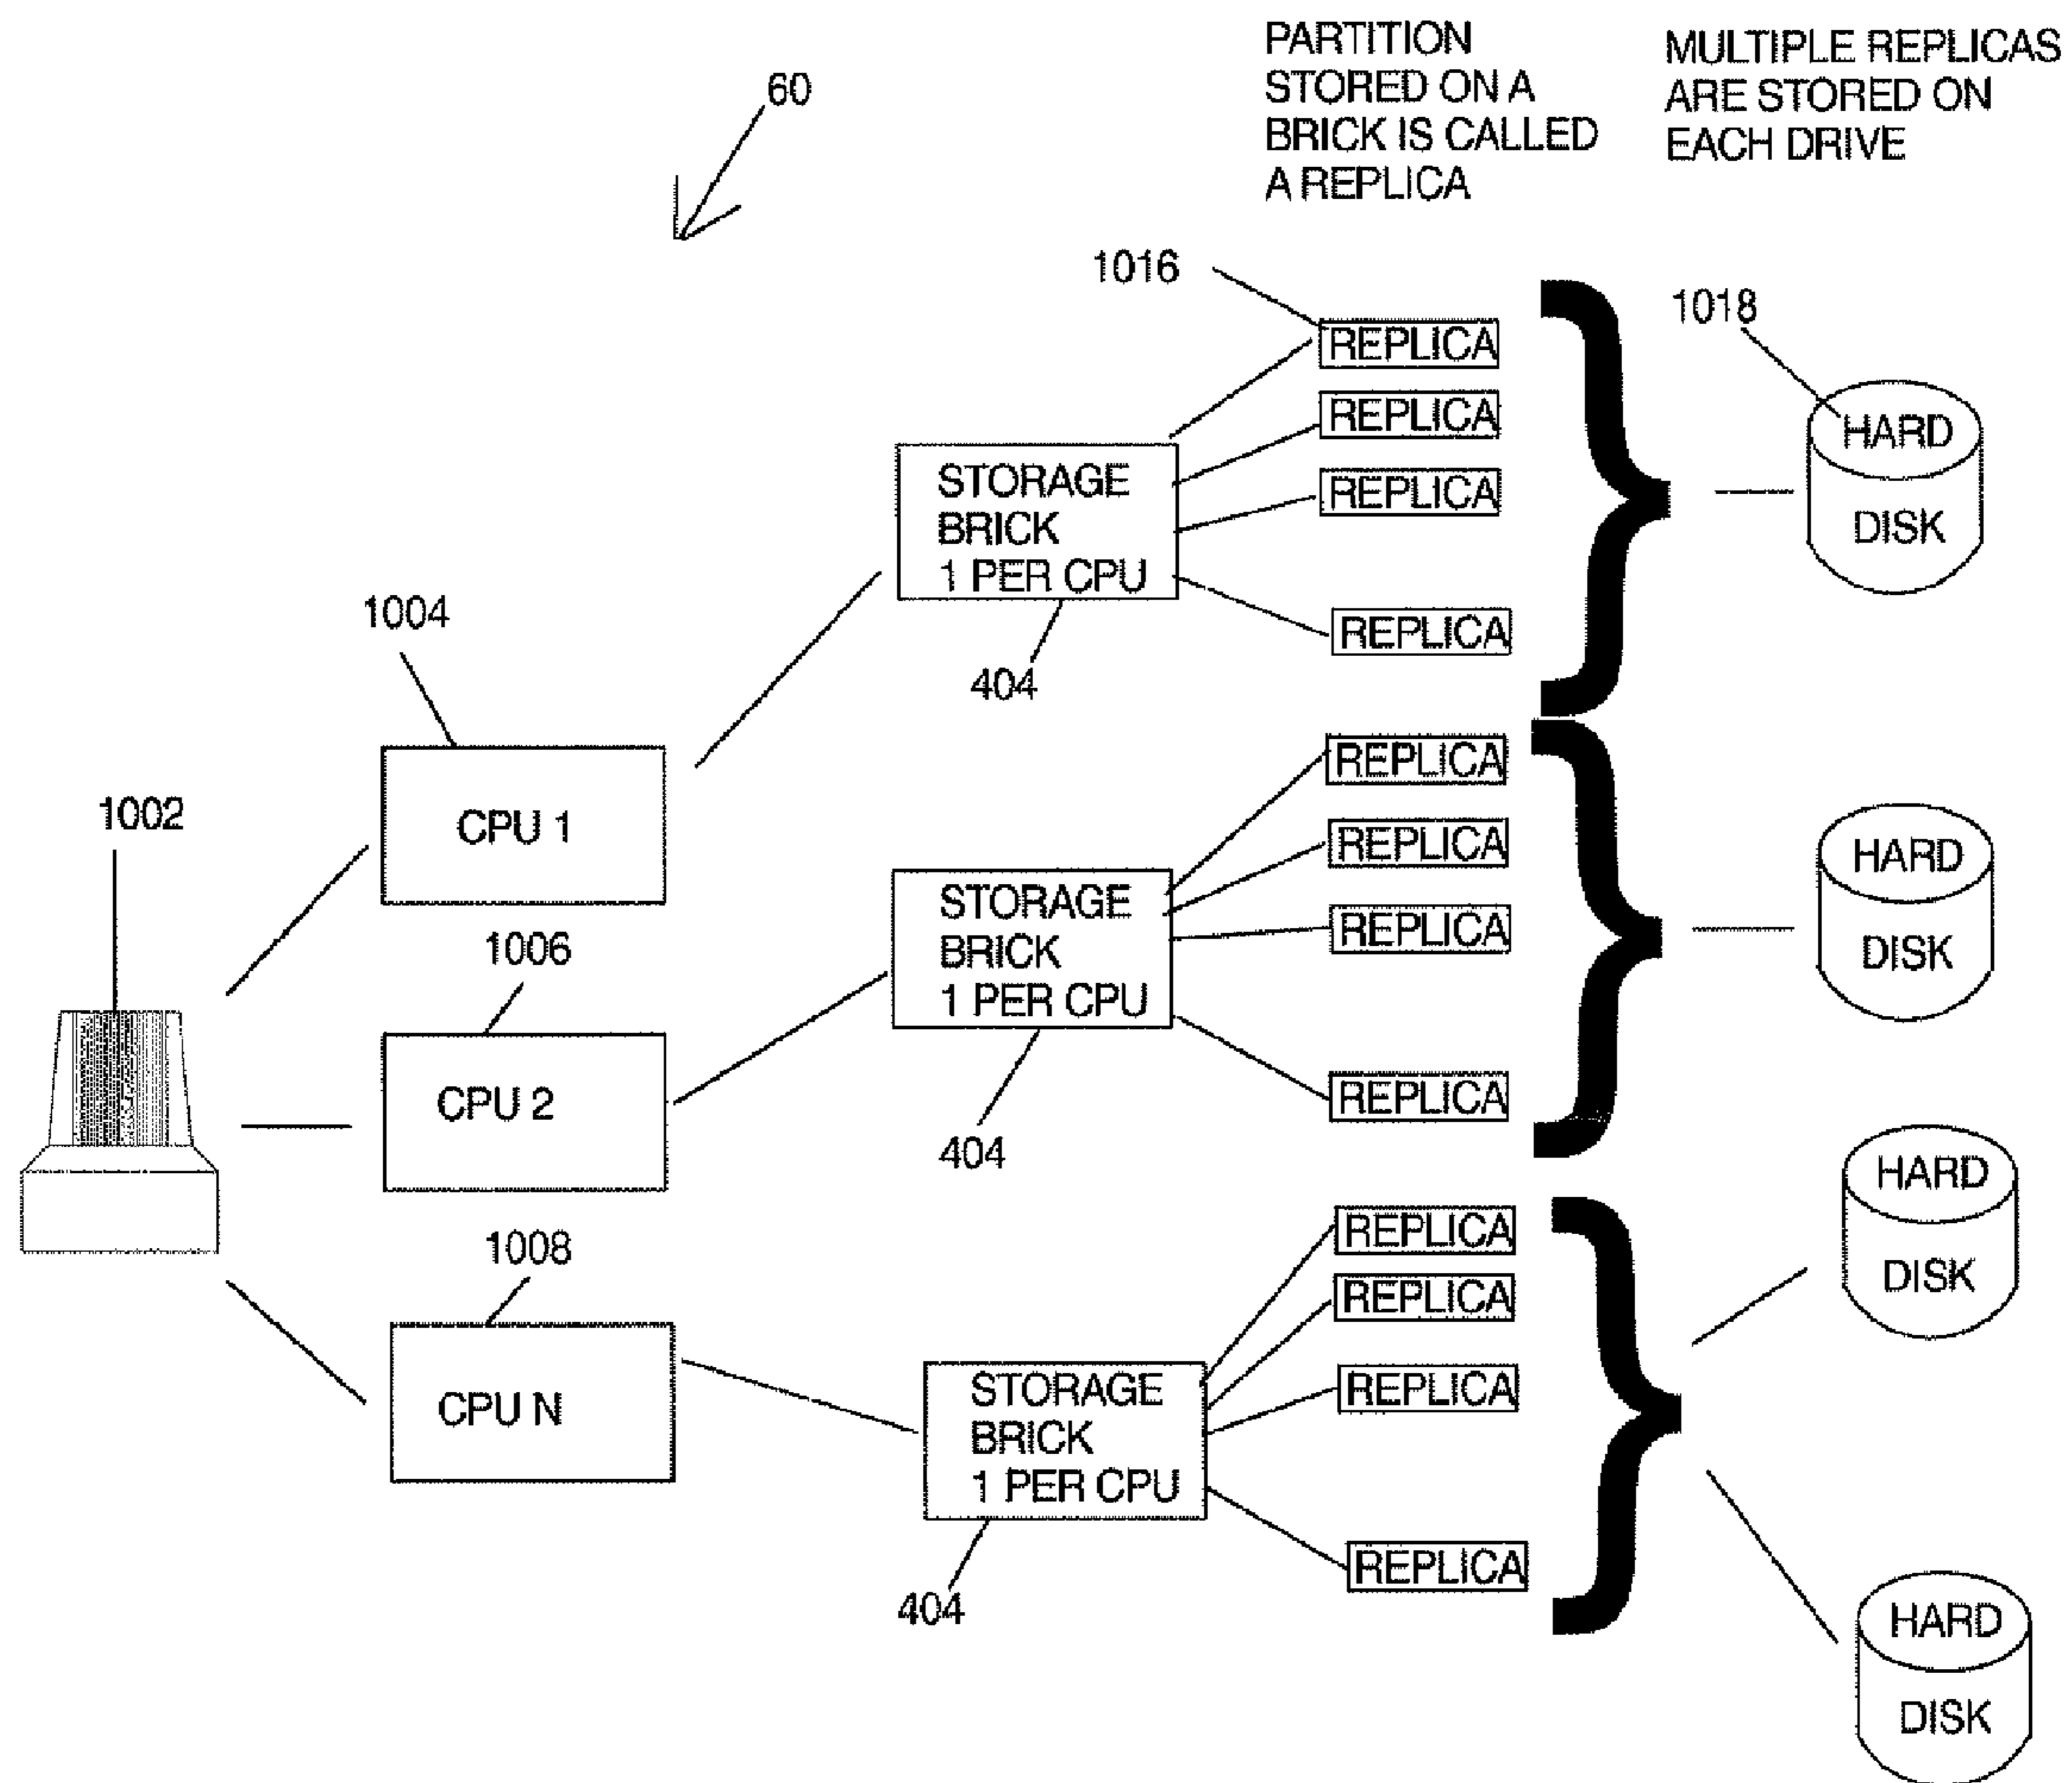 PARTITION
STORED ON A
BRICK IS CALLED
A REPLICA
MULTIPLE REPLICAS
ARE STORED ON
EACH DRIVE
60
1016
1018
REPLICA
REPLICA
REPLICA
REPLICA
HARD
DISK
STORAGE
BRICK
1 PER CPU
404
1004
CPU 1
1002
REPLICA
REPLICA
REPLICA
REPLICA
HARD
DISK
STORAGE
BRICK
1 PER CPU
404
1006
CPU 2
HARD
DISK
1008
CPU N
REPLICA
REPLICA
REPLICA
REPLICA
STORAGE
BRICK
1 PER CPU
404
HARD
DISK